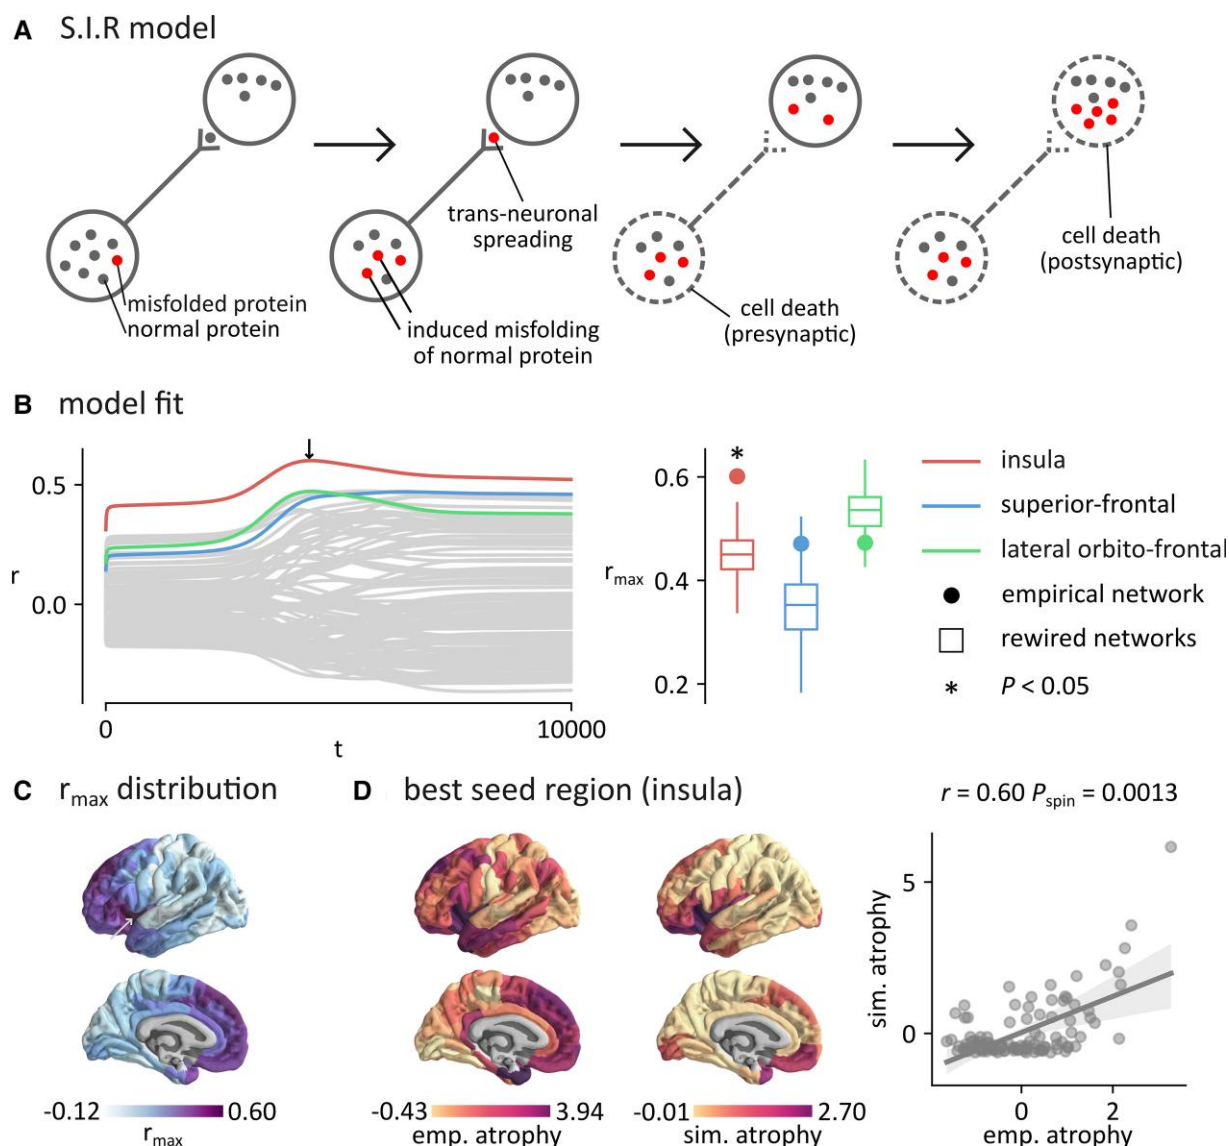 A S.I.R model
trans-neuronal
spreading
misfolded protein
normal protein
induced misfolding
of normal protein
cell death
(presynaptic)
cell death
(postsynaptic)
B model fit
r
0.5
0.0
0
10000
t
r_max
0.6
0.4
0.2
*
insula
superior-frontal
lateral orbito-frontal
empirical network
rewired networks
* P < 0.05
C r_max distribution
-0.12 0.60
r_max
D best seed region (insula)
-0.43 3.94
emp. atrophy
-0.01 2.70
sim. atrophy
r = 0.60 P_spin = 0.0013
sim. atrophy
5
0
0 2
emp. atrophy